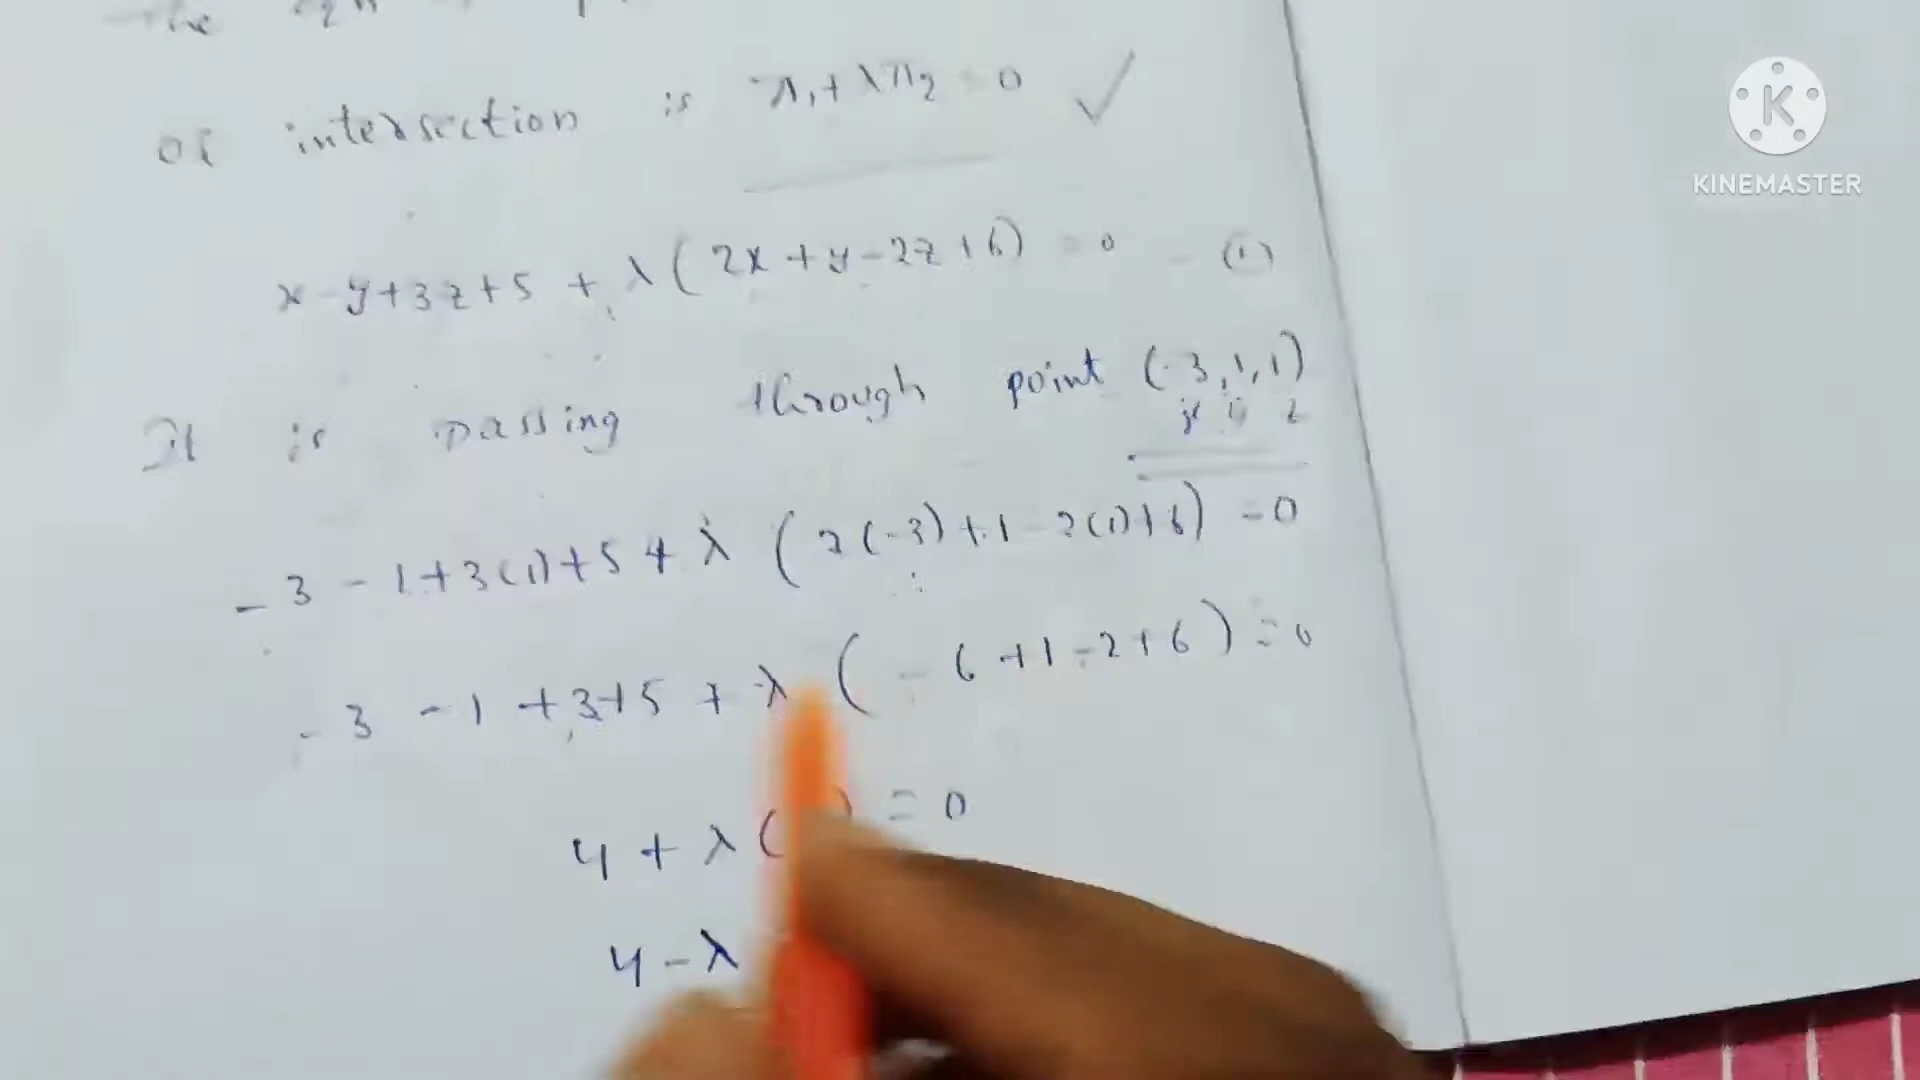 The
of intersection is π₁ + λπ₂ = 0 ✓
x - y + 3z + 5 + λ( 2x + y - 2z + 6) = 0 - (1)
It is passing through point (-3, 1, 1)
x y z
-3 - 1 + 3(1) + 5 + λ ( 2(-3) + 1 - 2(1) + 6) = 0
-3 - 1 + 3 + 5 + λ ( -6 + 1 - 2 + 6 ) = 0
4 + λ ( ) = 0
4 - λ
K
KINEMASTER